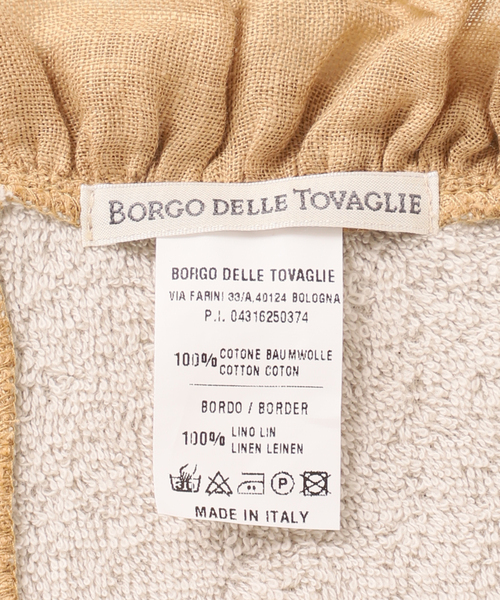 BORGO DELLE TOVAGLIE
BORGO DELLE TOVAGLIE
VIA FARINI 33/A,40124 BOLOGNA
P.I. 04316250374
100% COTONE BAUMWOLLE
COTTON COTON
BORDO / BORDER
100% LINO LIN
LINEN LEINEN
P
MADE IN ITALY